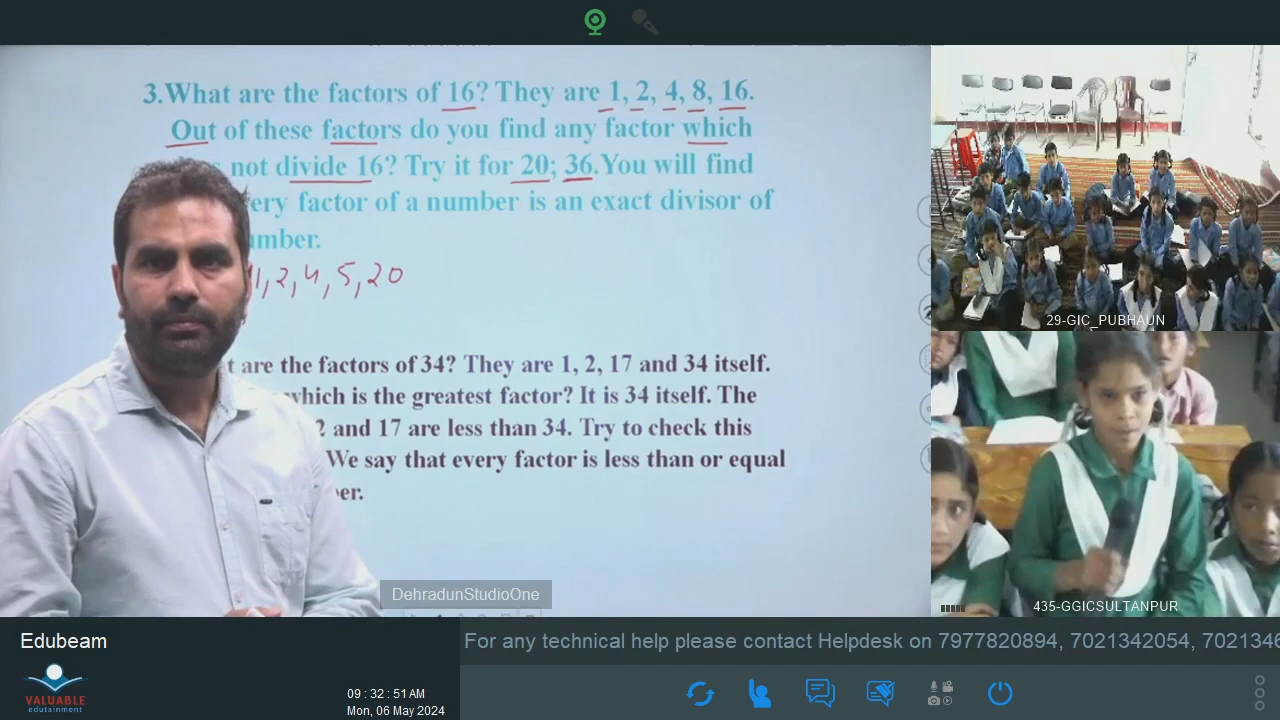 3.What are the factors of 16? They are 1, 2, 4, 8, 16.
Out of these factors do you find any factor which
not divide 16? Try it for 20; 36.You will find
ery factor of a number is an exact divisor of
umber.
1, 2, 4, 5, 20
t are the factors of 34? They are 1, 2, 17 and 34 itself.
which is the greatest factor? It is 34 itself. The
2 and 17 are less than 34. Try to check this
We say that every factor is less than or equal
er.
DehradunStudioOne
29-GIC_PUBHAUN
435-GGICSULTANPUR
Edubeam
For any technical help please contact Helpdesk on 7977820894, 7021342054, 702134
VALUABLE
edutainment
09 : 32 : 51 AM
Mon, 06 May 2024